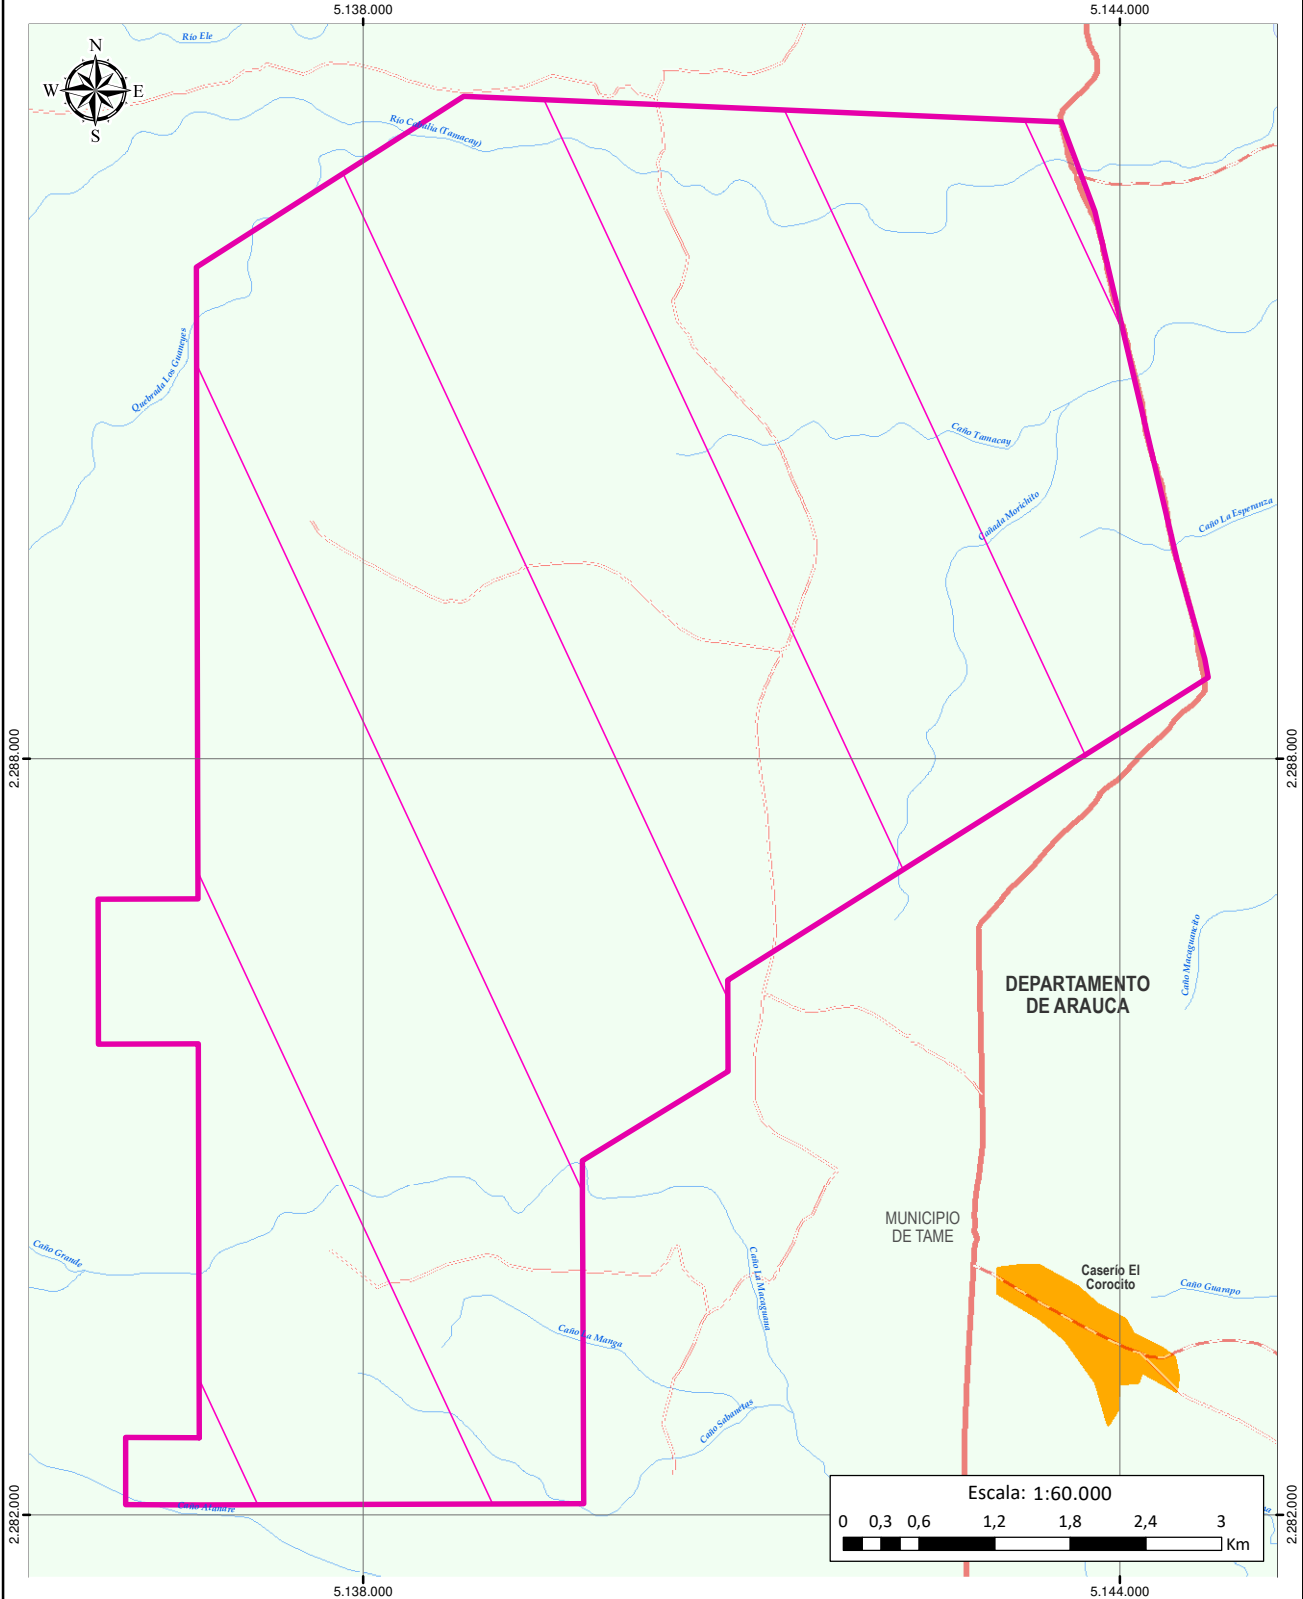 5.138.000
5.144.000
Río Ele
N
W
E
S
Río Cabalía (Tamacay)
Quebrada Los Guaneyes
Caño Tamacay
Cañada Morichito
Caño La Esperanza
2.288.000
2.288.000
Caño Macaguancito
DEPARTAMENTO
DE ARAUCA
MUNICIPIO
DE TAME
Caño Grande
Caño La Macaguana
Caserío El
Corocito
Caño Guarapo
Caño La Manga
Caño Sabanetas
2.282.000
2.282.000
Caño
Escala: 1:60.000
0 0,3 0,6 1,2 1,8 2,4 3
Km
5.138.000
5.144.000